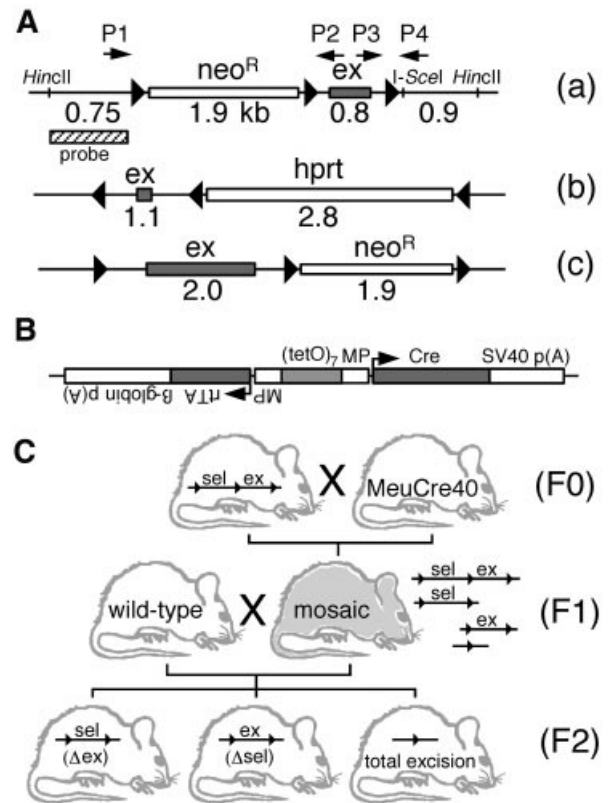 A
P1 P2 P3 P4
HincII neoR ex I-SceI HincII
(a)
0.75 1.9 kb 0.8 0.9
probe
ex hprt
(b)
1.1 2.8
ex neoR
(c)
2.0 1.9
B
(tetO)7 MP Cre SV40 p(A)
β-globin p(A) rtTA MP
C
sel ex X MeuCre40 (F0)
wild-type X mosaic (F1)
sel ex
sel
ex
sel ex
(Δex) (Δsel) total excision
(F2)